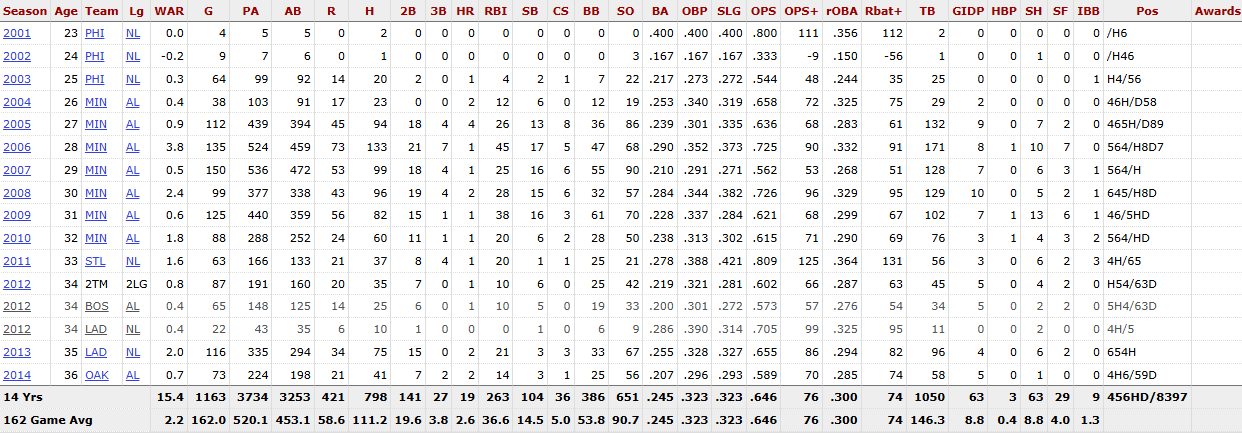 Season Age Team Lg WAR G PA AB R H 2B 3B HR RBI SB CS BB SO BA OBP SLG OPS OPS+ rOBA Rbat+ TB GIDP HBP SH SF IBB Pos Awards
2001 23 PHI NL 0.0 4 5 5 0 2 0 0 0 0 0 0 0 0 .400 .400 .400 .800 111 .356 112 2 0 0 0 0 0 /H6
2002 24 PHI NL -0.2 9 7 6 0 1 0 0 0 0 0 0 0 3 .167 .167 .167 .333 -9 .150 -56 1 0 0 1 0 0 /H46
2003 25 PHI NL 0.3 64 99 92 14 20 2 0 1 4 2 1 7 22 .217 .273 .272 .544 48 .244 35 25 0 0 0 0 1 H4/56
2004 26 MIN AL 0.4 38 103 91 17 23 0 0 2 12 6 0 12 19 .253 .340 .319 .658 72 .325 75 29 2 0 0 0 0 46H/D58
2005 27 MIN AL 0.9 112 439 394 45 94 18 4 4 26 13 8 36 86 .239 .301 .335 .636 68 .283 61 132 9 0 7 2 0 465H/D89
2006 28 MIN AL 3.8 135 524 459 73 133 21 7 1 45 17 5 47 68 .290 .352 .373 .725 90 .332 91 171 8 1 10 7 0 564/H8D7
2007 29 MIN AL 0.5 150 536 472 53 99 18 4 1 25 16 6 55 90 .210 .291 .271 .562 53 .268 51 128 7 0 6 3 1 564/H
2008 30 MIN AL 2.4 99 377 338 43 96 19 4 2 28 15 6 32 57 .284 .344 .382 .726 96 .329 95 129 10 0 5 2 1 645/H8D
2009 31 MIN AL 0.6 125 440 359 56 82 15 1 1 38 16 3 61 70 .228 .337 .284 .621 68 .299 67 102 7 1 13 6 1 46/5HD
2010 32 MIN AL 1.8 88 288 252 24 60 11 1 1 20 6 2 28 50 .238 .313 .302 .615 71 .290 69 76 3 1 4 3 2 564/HD
2011 33 STL NL 1.6 63 166 133 21 37 8 4 1 20 1 1 25 21 .278 .388 .421 .809 125 .364 131 56 3 0 6 2 3 4H/65
2012 34 2TM 2LG 0.8 87 191 160 20 35 7 0 1 10 6 0 25 42 .219 .321 .281 .602 66 .287 63 45 5 0 4 2 0 H54/63D
2012 34 BOS AL 0.4 65 148 125 14 25 6 0 1 10 5 0 19 33 .200 .301 .272 .573 57 .276 54 34 5 0 2 2 0 5H4/63D
2012 34 LAD NL 0.4 22 43 35 6 10 1 0 0 0 1 0 6 9 .286 .390 .314 .705 99 .325 95 11 0 0 2 0 0 4H/5
2013 35 LAD NL 2.0 116 335 294 34 75 15 0 2 21 3 3 33 67 .255 .328 .327 .655 86 .294 82 96 4 0 6 2 0 654H
2014 36 OAK AL 0.7 73 224 198 21 41 7 2 2 14 3 1 25 56 .207 .296 .293 .589 70 .285 74 58 5 0 1 0 0 4H6/59D
14 Yrs 15.4 1163 3734 3253 421 798 141 27 19 263 104 36 386 651 .245 .323 .323 .646 76 .300 74 1050 63 3 63 29 9 456HD/8397
162 Game Avg 2.2 162.0 520.1 453.1 58.6 111.2 19.6 3.8 2.6 36.6 14.5 5.0 53.8 90.7 .245 .323 .323 .646 76 .300 74 146.3 8.8 0.4 8.8 4.0 1.3